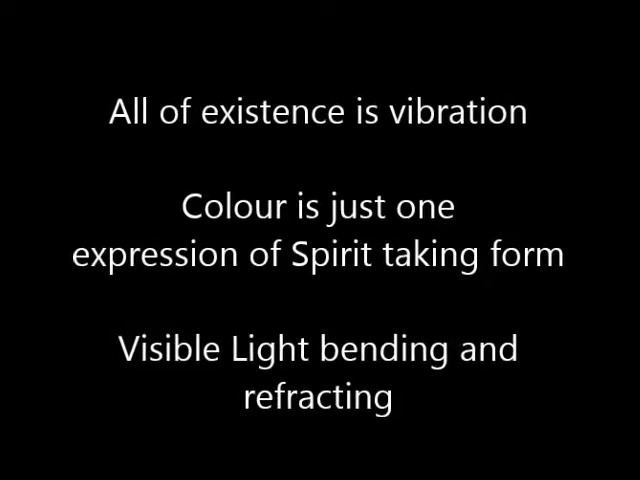 All of existence is vibration
Colour is just one
expression of Spirit taking form
Visible Light bending and
refracting